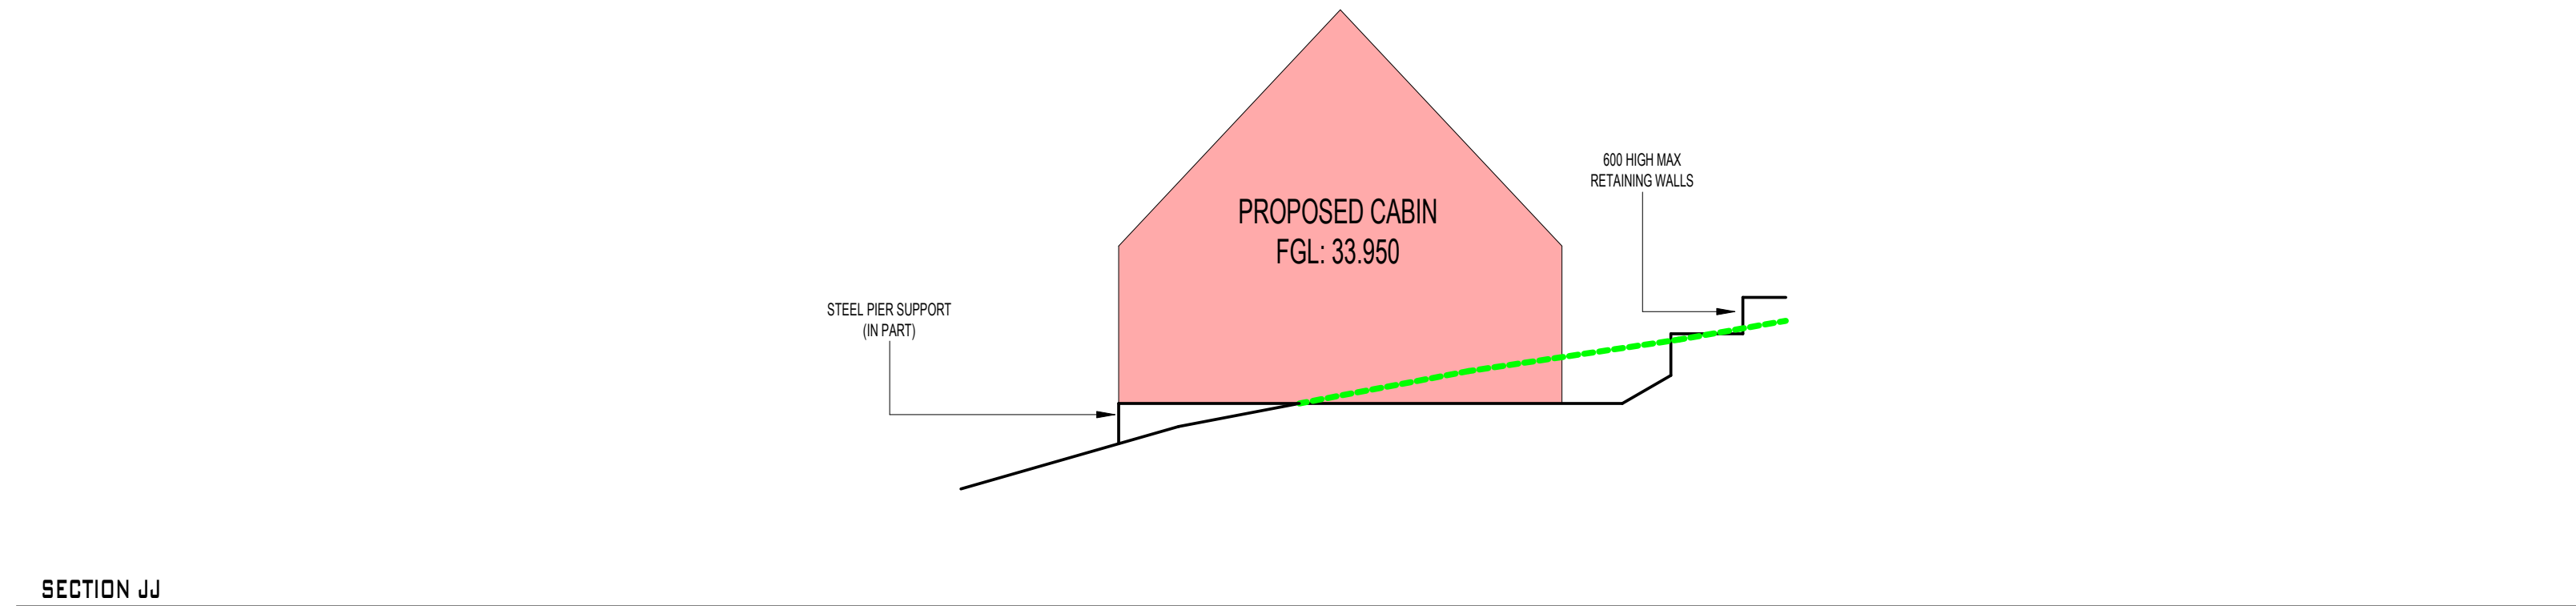 PROPOSED CABIN
FGL: 33.950
600 HIGH MAX
RETAINING WALLS
STEEL PIER SUPPORT
(IN PART)
SECTION JJ